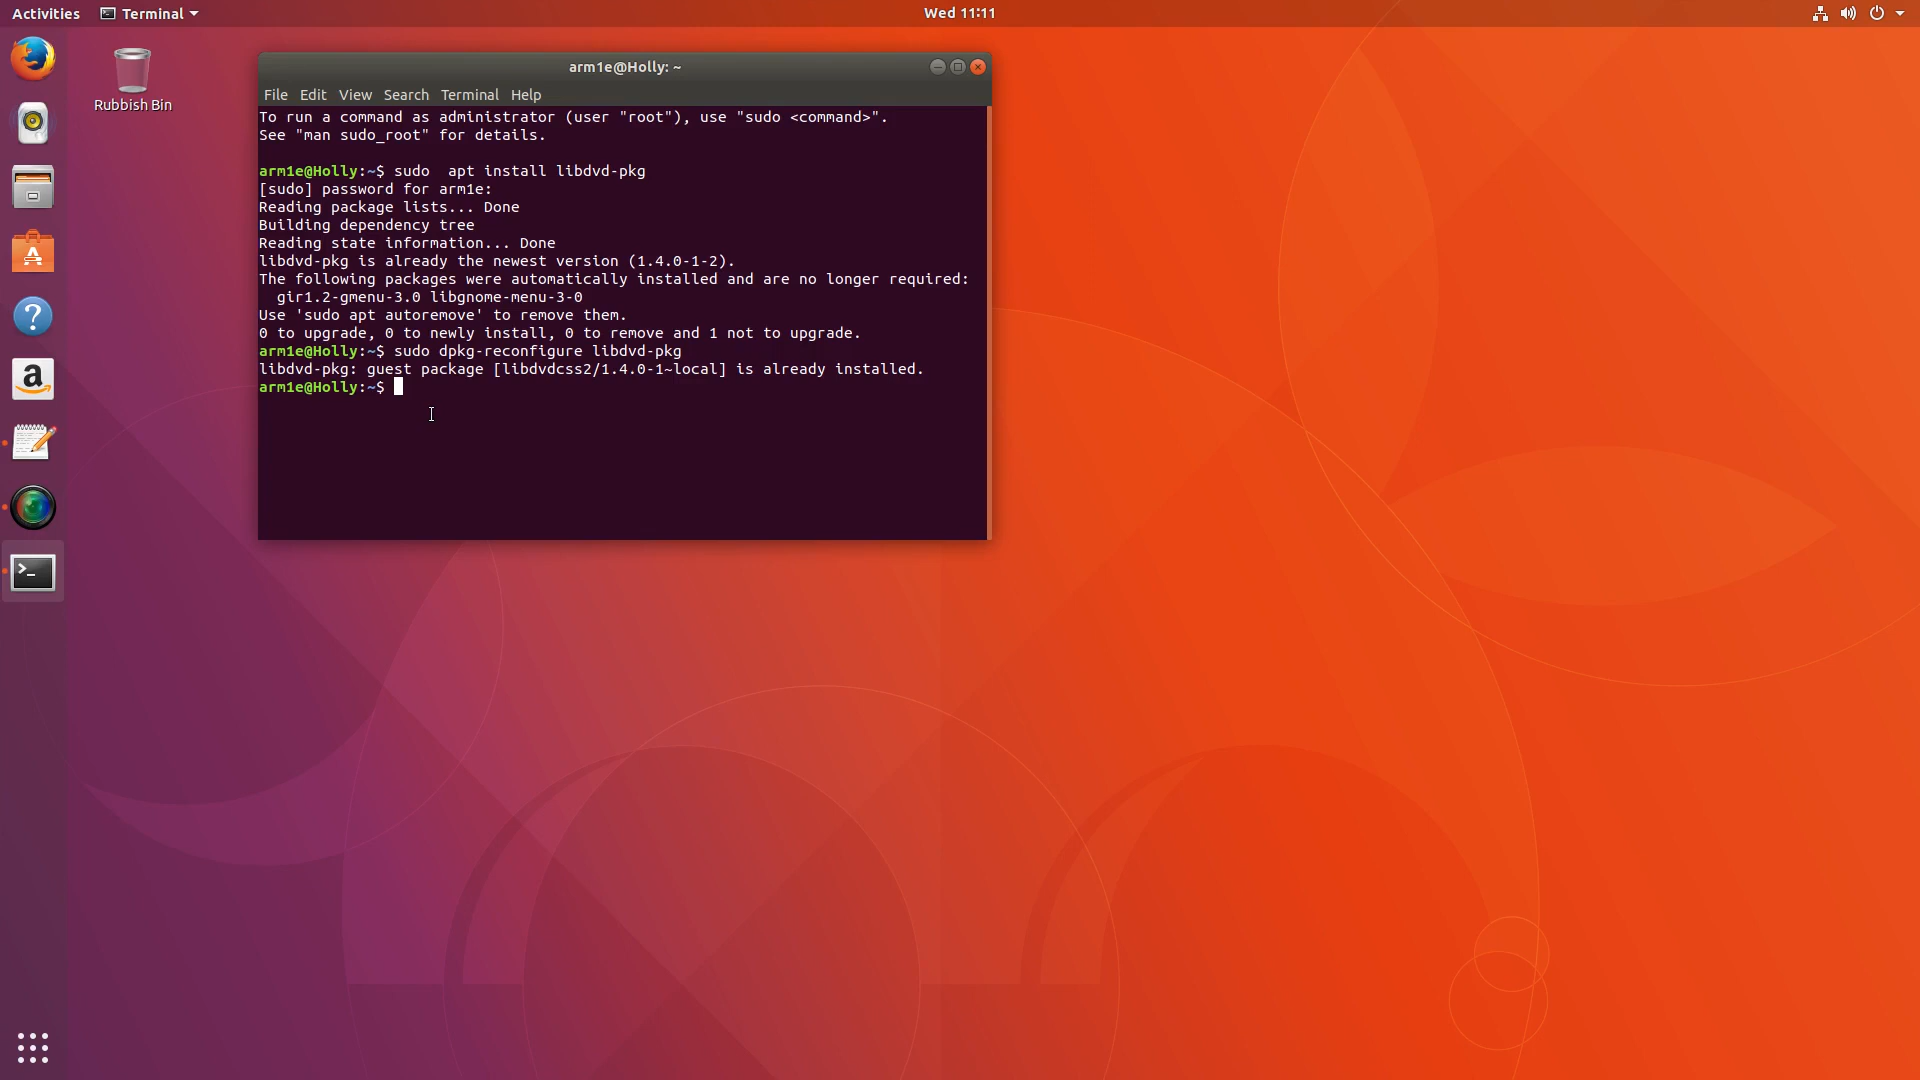 Activities Terminal Wed 11:11
Rubbish Bin
arm1e@Holly: ~
File Edit View Search Terminal Help
To run a command as administrator (user "root"), use "sudo <command>".
See "man sudo_root" for details.
arm1e@Holly:~$ sudo  apt install libdvd-pkg
[sudo] password for arm1e:
Reading package lists... Done
Building dependency tree
Reading state information... Done
libdvd-pkg is already the newest version (1.4.0-1-2).
The following packages were automatically installed and are no longer required:
  gir1.2-gmenu-3.0 libgnome-menu-3-0
Use 'sudo apt autoremove' to remove them.
0 to upgrade, 0 to newly install, 0 to remove and 1 not to upgrade.
arm1e@Holly:~$ sudo dpkg-reconfigure libdvd-pkg
libdvd-pkg: guest package [libdvdcss2/1.4.0-1~local] is already installed.
arm1e@Holly:~$